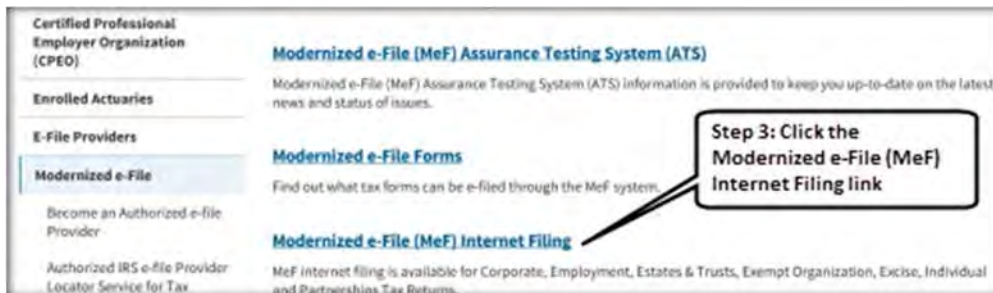 Certified Professional
Employer Organization
(CPEO)
Enrolled Actuaries
E-File Providers
Modernized e-File
Become an Authorized e-file
Provider
Authorized IRS e-file Provider
Locator Service for Tax
Modernized e-File (MeF) Assurance Testing System (ATS)
Modernized e-File (MeF) Assurance Testing System (ATS) information is provided to keep you up-to-date on the latest
news and status of issues.
Modernized e-File Forms
Find out what tax forms can be e-filed through the MeF system.
Step 3: Click the
Modernized e-File (MeF)
Internet Filing link
Modernized e-File (MeF) Internet Filing
MeF internet filing is available for Corporate, Employment, Estates & Trusts, Exempt Organization, Excise, Individual
and Partnerships Tax Returns.